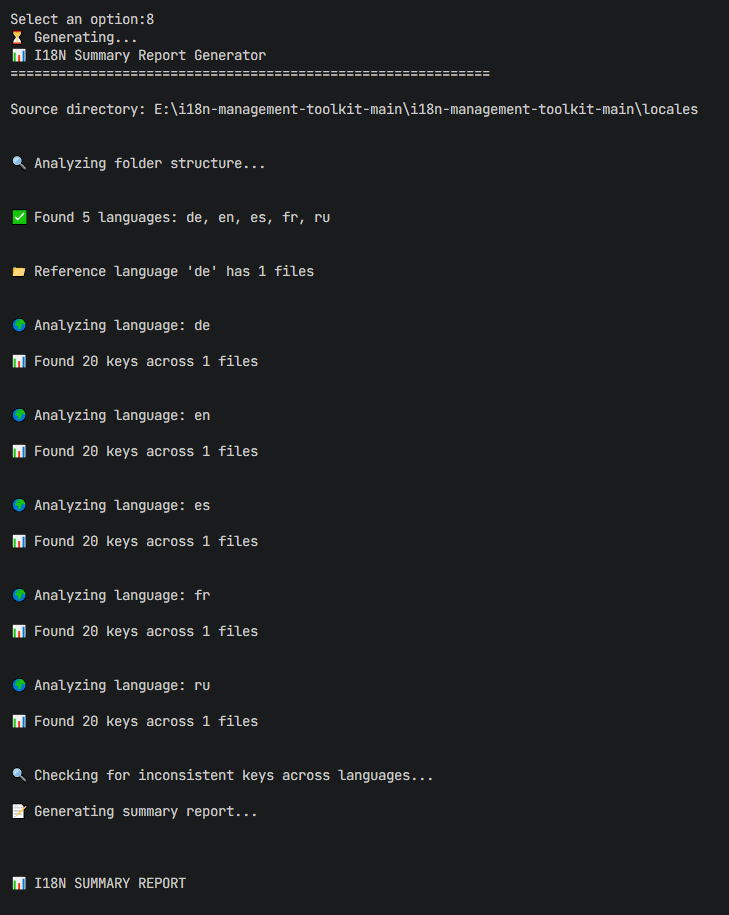 Select an option:8
⏳ Generating...
📊 I18N Summary Report Generator
============================================================
Source directory: E:\i18n-management-toolkit-main\i18n-management-toolkit-main\locales
🔍 Analyzing folder structure...
✅ Found 5 languages: de, en, es, fr, ru
📂 Reference language 'de' has 1 files
🌍 Analyzing language: de
📊 Found 20 keys across 1 files
🌍 Analyzing language: en
📊 Found 20 keys across 1 files
🌍 Analyzing language: es
📊 Found 20 keys across 1 files
🌍 Analyzing language: fr
📊 Found 20 keys across 1 files
🌍 Analyzing language: ru
📊 Found 20 keys across 1 files
🔍 Checking for inconsistent keys across languages...
📝 Generating summary report...
📊 I18N SUMMARY REPORT